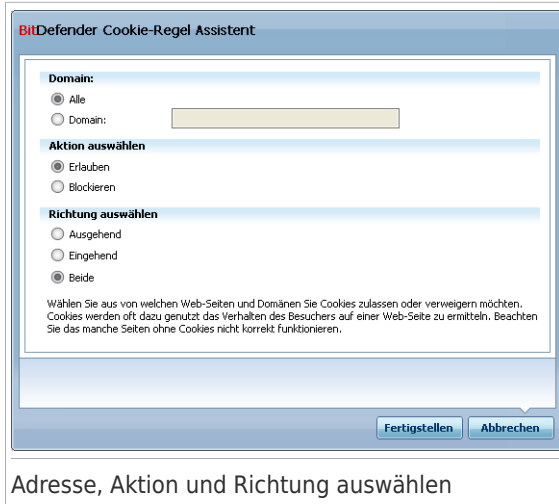 BitDefender Cookie-Regel Assistent
Domain:
Alle
Domain:
Aktion auswählen
Erlauben
Blockieren
Richtung auswählen
Ausgehend
Eingehend
Beide
Wählen Sie aus von welchen Web-Seiten und Domänen Sie Cookies zulassen oder verweigern möchten.
Cookies werden oft dazu genutzt das Verhalten des Besuchers auf einer Web-Seite zu ermitteln. Beachten
Sie das manche Seiten ohne Cookies nicht korrekt funktionieren.
Fertigstellen Abbrechen
Adresse, Aktion und Richtung auswählen